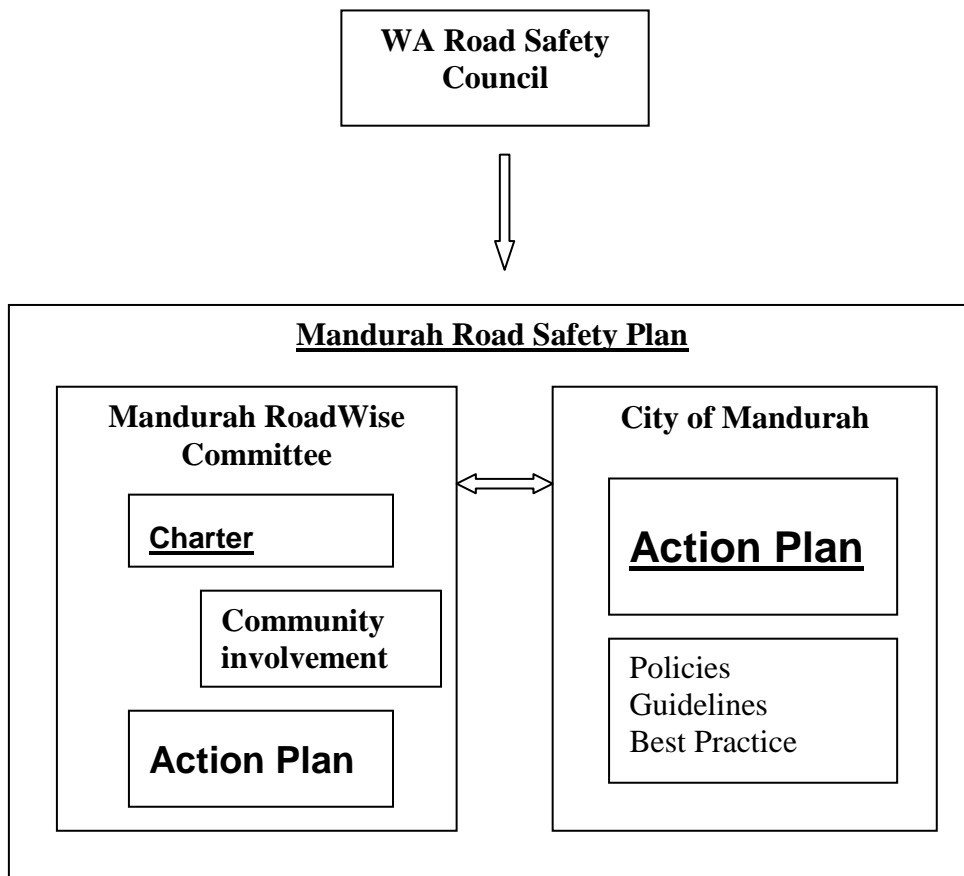 WA Road Safety
Council
Mandurah Road Safety Plan
Mandurah RoadWise
Committee
Charter
Community
involvement
Action Plan
City of Mandurah
Action Plan
Policies
Guidelines
Best Practice